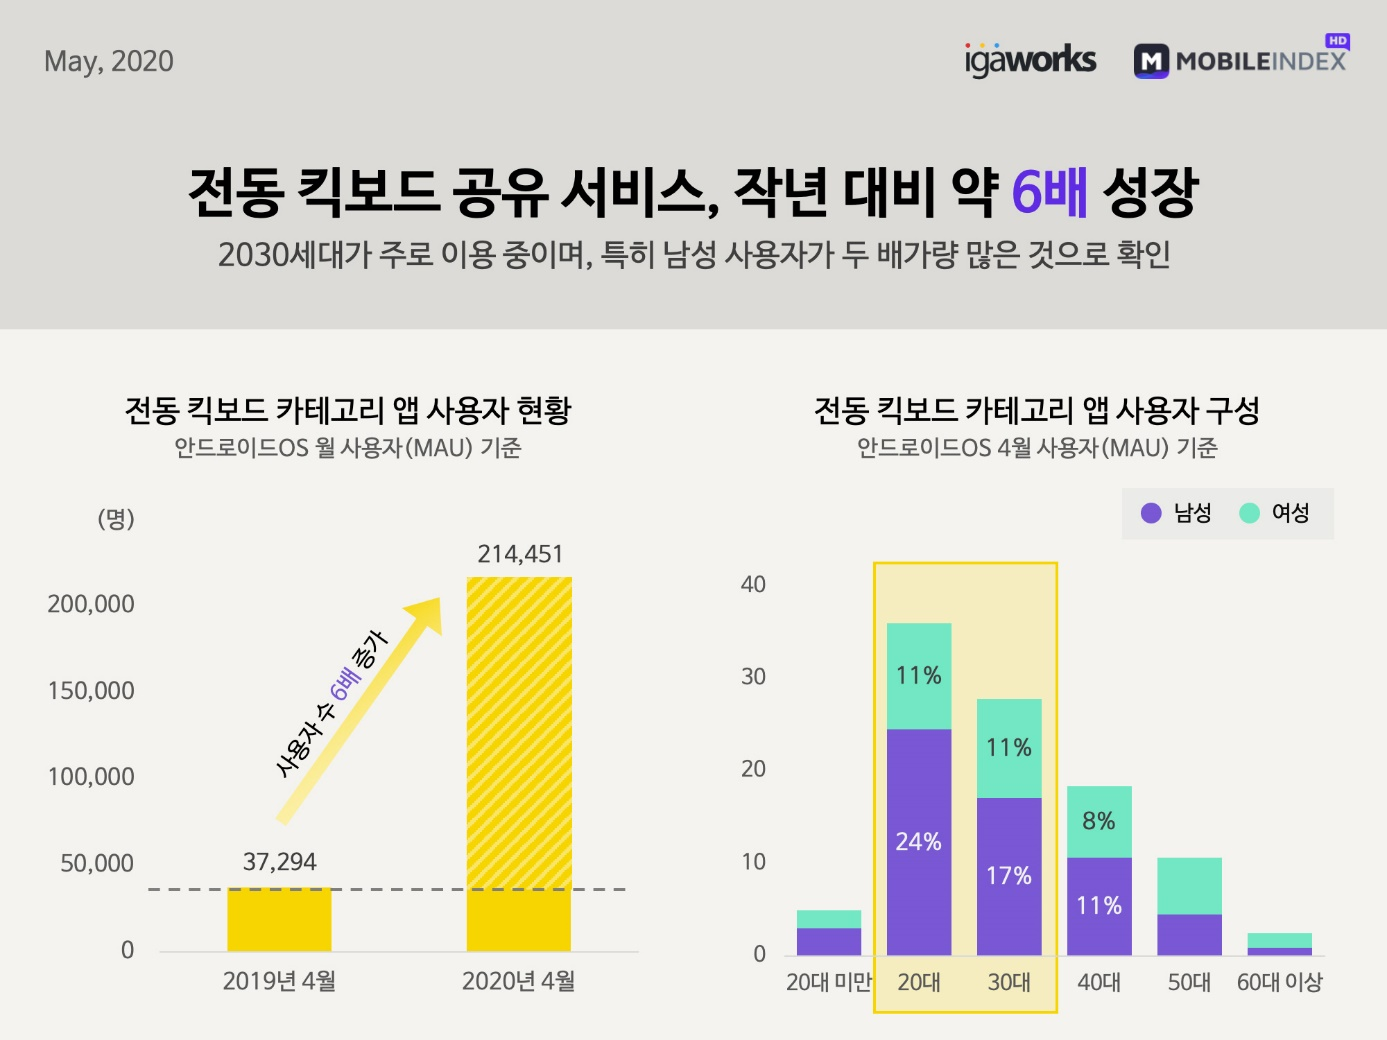 May, 2020
igaworks
M MOBILEINDEX HD
전동 킥보드 공유 서비스, 작년 대비 약 6배 성장
2030세대가 주로 이용 중이며, 특히 남성 사용자가 두 배가량 많은 것으로 확인
전동 킥보드 카테고리 앱 사용자 현황
안드로이드OS 월 사용자(MAU) 기준
(명)
200,000
150,000
100,000
50,000
0
사용자 수 6배 증가
37,294
214,451
2019년 4월
2020년 4월
전동 킥보드 카테고리 앱 사용자 구성
안드로이드OS 4월 사용자(MAU) 기준
남성
여성
40
30
20
10
0
11%
24%
11%
17%
8%
11%
20대 미만
20대
30대
40대
50대
60대 이상